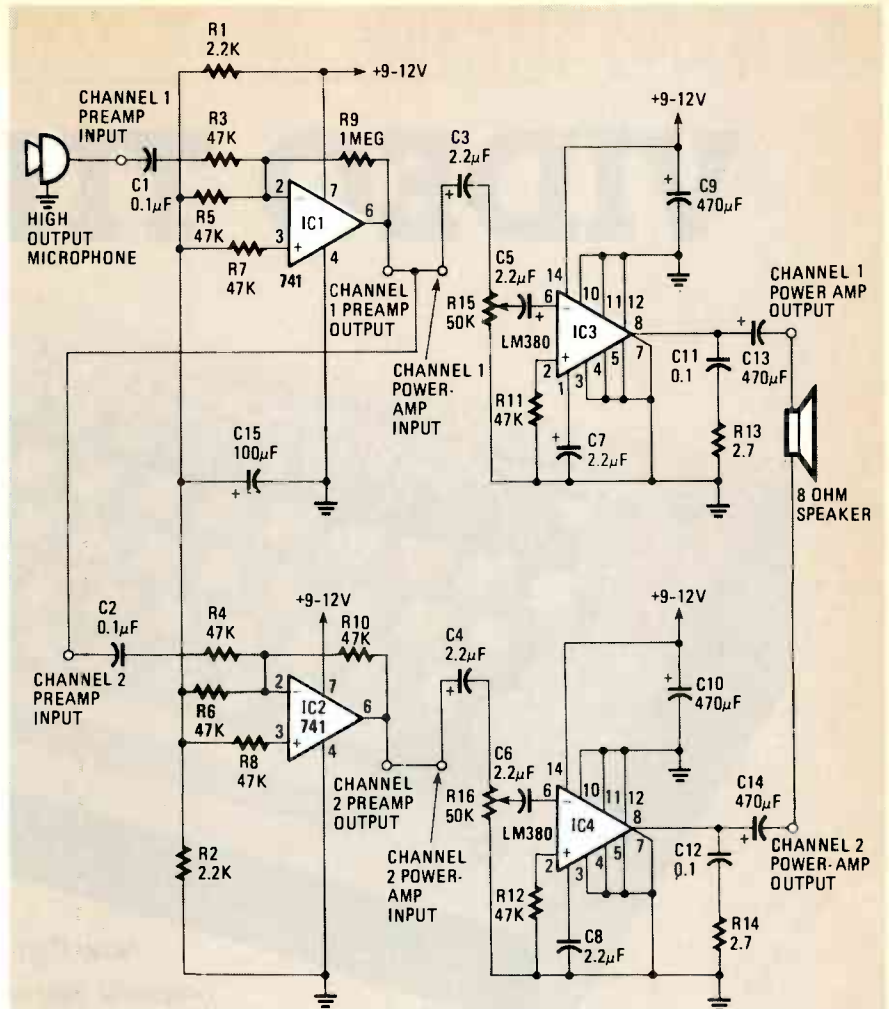 R1
2.2K
+9-12V
CHANNEL 1
PREAMP
INPUT
R3
47K
R9
1MEG
C1
0.1µF
HIGH
OUTPUT
MICROPHONE
R5
47K
R7
47K
2
3
7
4
6
IC1
741
CHANNEL
1 PREAMP
OUTPUT
C3
2.2µF
+
R15
50K
C5
2.2µF
+
CHANNEL 1
POWER-
AMP
INPUT
+9-12V
+
C9
470µF
14
6
10
11
12
8
7
IC3
LM380
2
1
3
4
5
R11
47K
+
C7
2.2µF
C11
0.1
+
C13
470µF
R13
2.7
CHANNEL 1
POWER AMP
OUTPUT
8 OHM
SPEAKER
C15
100µF
+
C2
0.1µF
CHANNEL 2
PREAMP
INPUT
R4
47K
R6
47K
R8
47K
+9-12V
R10
47K
2
3
7
4
6
IC2
741
R2
2.2K
CHANNEL
2 PREAMP
OUTPUT
C4
2.2µF
+
R16
50K
C6
2.2µF
CHANNEL
2 POWER-
AMP
INPUT
+9-12V
+
C10
470µF
14
6
10
11
12
8
7
IC4
LM380
2
3
4
5
R12
47K
C8
2.2µF
C12
0.1
C14
470µF
+
R14
2.7
CHANNEL 2
POWER-AMP
OUTPUT